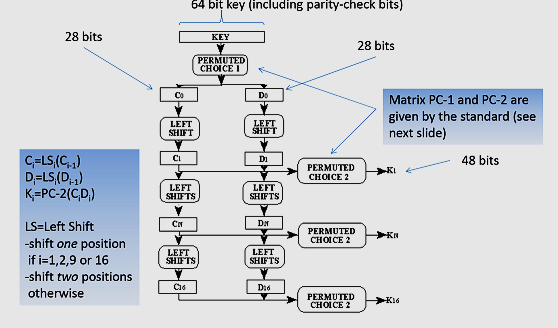 64 bit key (including parity-check bits)
28 bits
KEY
28 bits
PERMUTED
CHOICE 1
C0
D0
Matrix PC-1 and PC-2 are
given by the standard (see
next slide)
LEFT
SHIFT
LEFT
SHIFT
C1
D1
PERMUTED
CHOICE 2
K1
48 bits
Ci=LSi(Ci-1)
Di=LSi(Di-1)
Ki=PC-2(CiDi)
LS=Left Shift
-shift one position
if i=1,2,9 or 16
-shift two positions
otherwise
LEFT
SHIFTS
LEFT
SHIFTS
PERMUTED
CHOICE 2
LEFT
SHIFTS
LEFT
SHIFTS
C16
D16
PERMUTED
CHOICE 2
K16